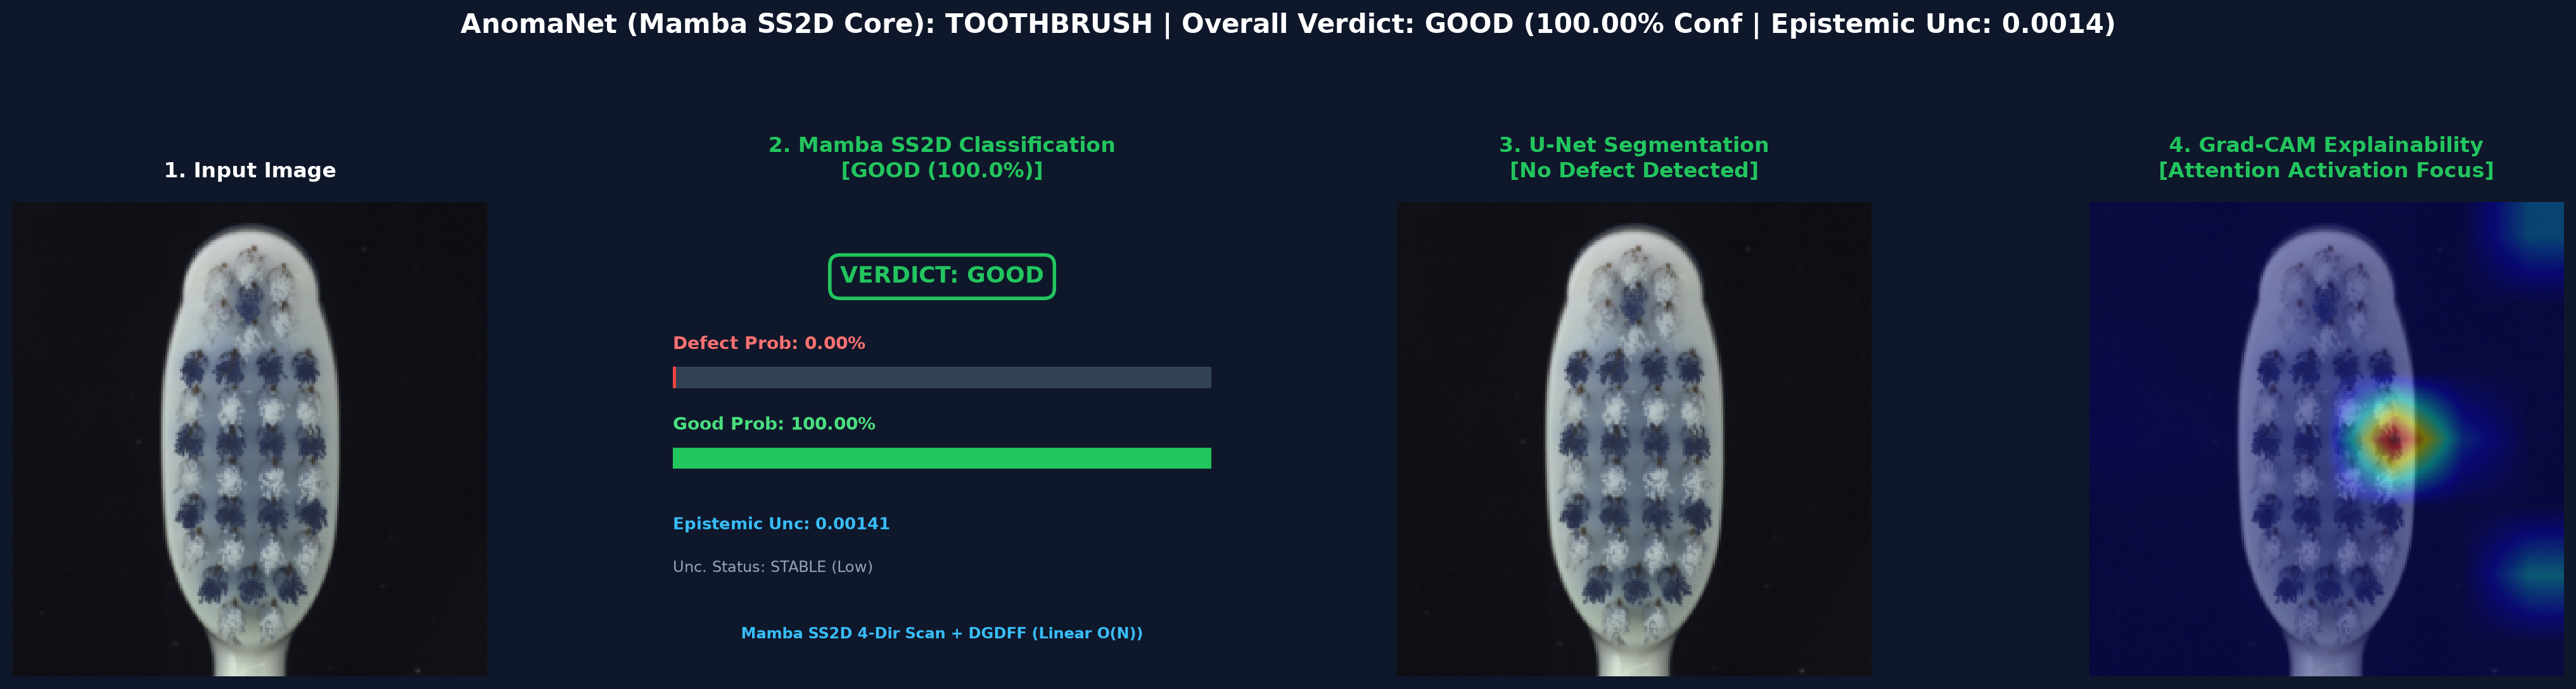 AnomaNet (Mamba SS2D Core): TOOTHBRUSH | Overall Verdict: GOOD (100.00% Conf | Epistemic Unc: 0.0014)
1. Input Image
2. Mamba SS2D Classification
[GOOD (100.0%)]
VERDICT: GOOD
Defect Prob: 0.00%
Good Prob: 100.00%
Epistemic Unc: 0.00141
Unc. Status: STABLE (Low)
Mamba SS2D 4-Dir Scan + DGDFF (Linear O(N))
3. U-Net Segmentation
[No Defect Detected]
4. Grad-CAM Explainability
[Attention Activation Focus]